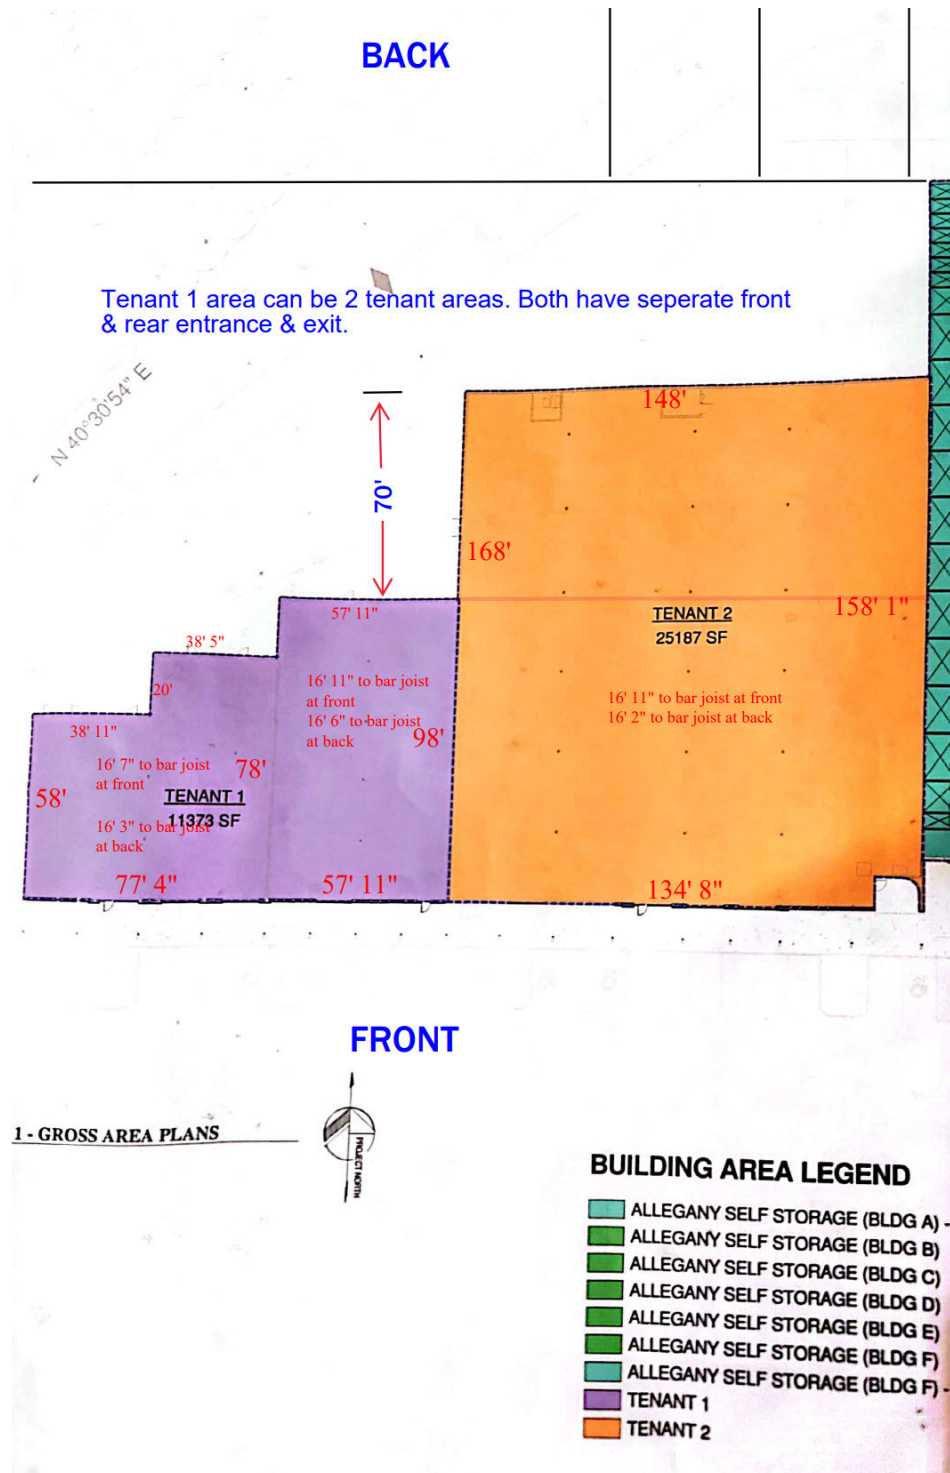 BACK
Tenant 1 area can be 2 tenant areas. Both have seperate front
& rear entrance & exit.
N 40°30'54" E
148'
70'
168'
57' 11"
TENANT 2
158' 1"
25187 SF
38' 5"
16' 11" to bar joist
at front
16' 6" to bar joist
at back
20'
16' 11" to bar joist at front
16' 2" to bar joist at back
38' 11"
98'
16' 7" to bar joist
at front
78'
58'
TENANT 1
11373 SF
16' 3" to bar joist
at back
77' 4"
57' 11"
134' 8"
FRONT
1 - GROSS AREA PLANS
PROJECT NORTH
BUILDING AREA LEGEND
ALLEGANY SELF STORAGE (BLDG A) -
ALLEGANY SELF STORAGE (BLDG B)
ALLEGANY SELF STORAGE (BLDG C)
ALLEGANY SELF STORAGE (BLDG D)
ALLEGANY SELF STORAGE (BLDG E)
ALLEGANY SELF STORAGE (BLDG F)
ALLEGANY SELF STORAGE (BLDG F) -
TENANT 1
TENANT 2